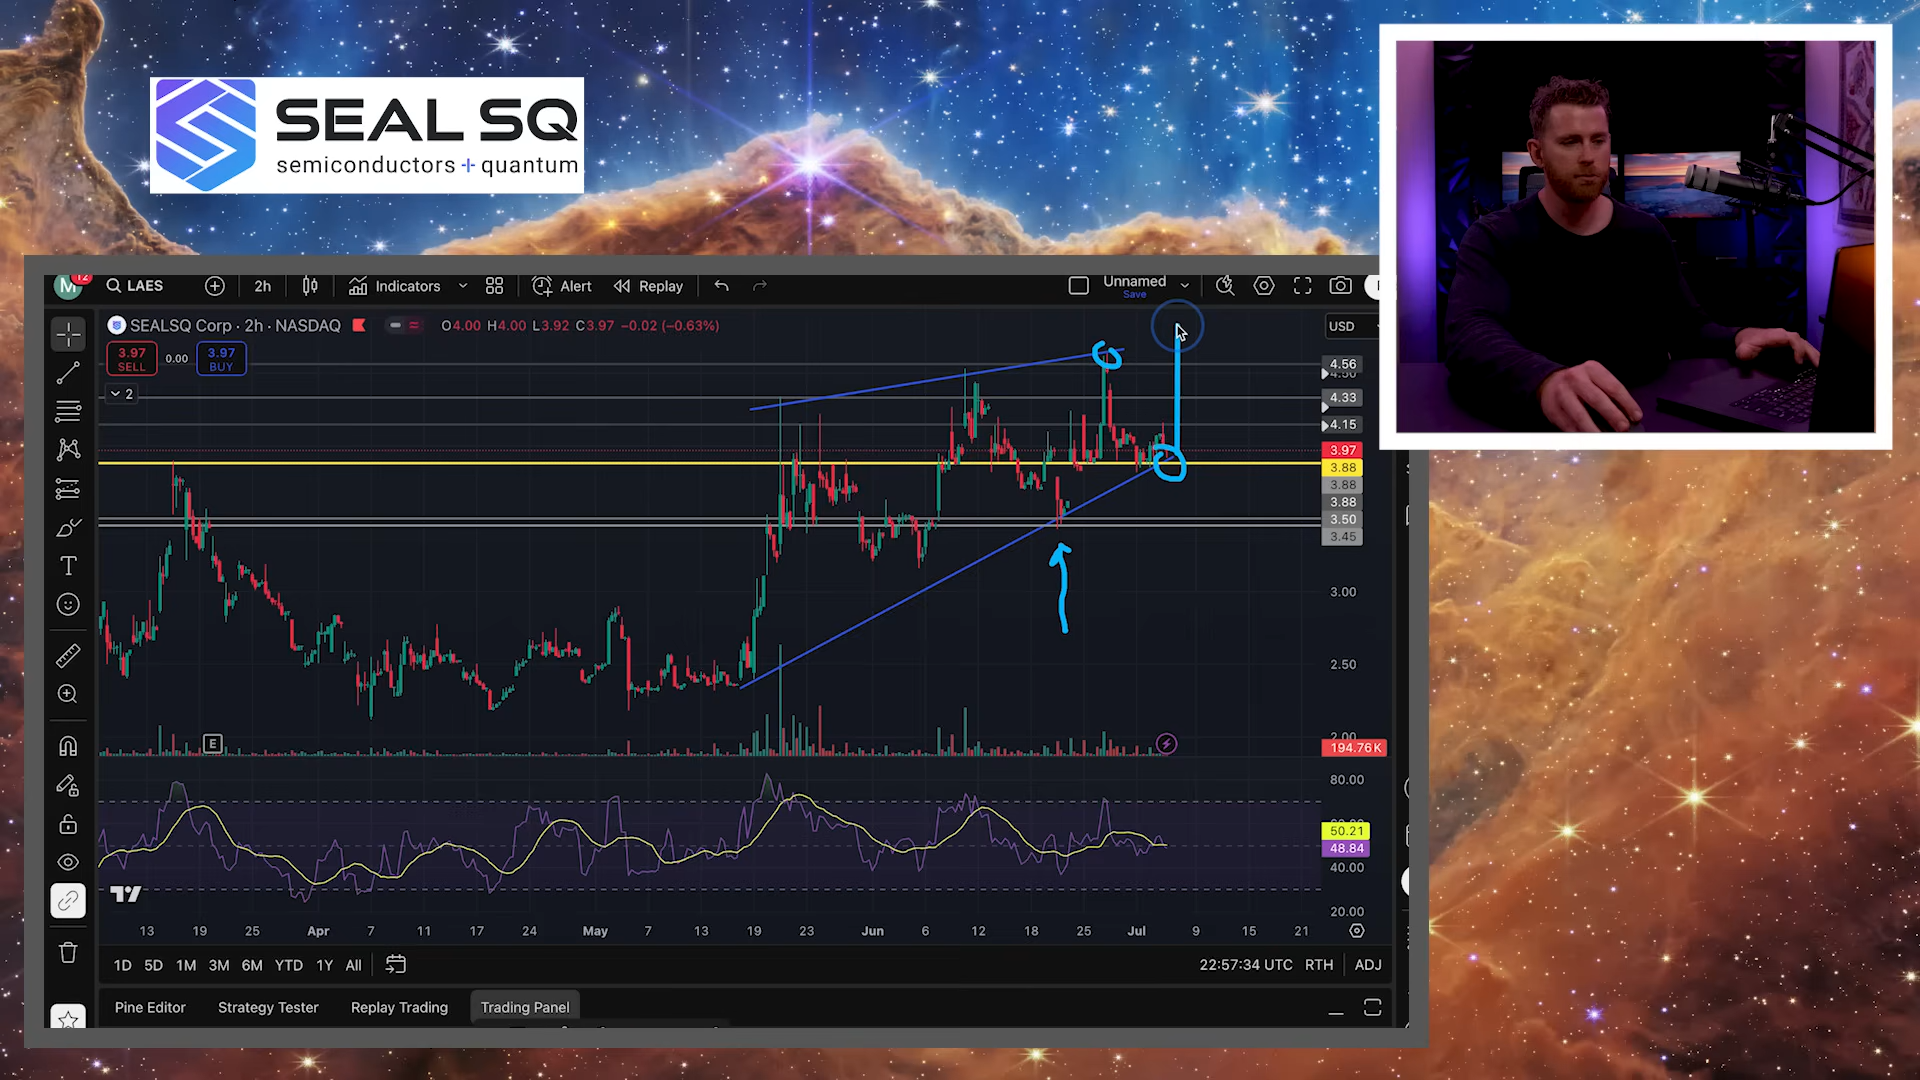 SEAL SQ
semiconductors + quantum
M 12 LAES 2h Indicators Alert Replay Unnamed
Save
SEALSQ Corp · 2h · NASDAQ O4.00 H4.00 L3.92 C3.97 −0.02 (−0.63%) USD
3.97 0.00 3.97
SELL BUY
2
4.56
4.50
4.33
4.15
3.97
3.88
3.88
3.88
3.50
3.45
3.00
2.50
2.00
E
194.76K
80.00
50.21
48.84
40.00
20.00
13 19 25 Apr 7 11 17 24 May 7 13 19 23 Jun 6 12 18 25 Jul 9 15 21
1D 5D 1M 3M 6M YTD 1Y All 22:57:34 UTC RTH ADJ
Pine Editor Strategy Tester Replay Trading Trading Panel